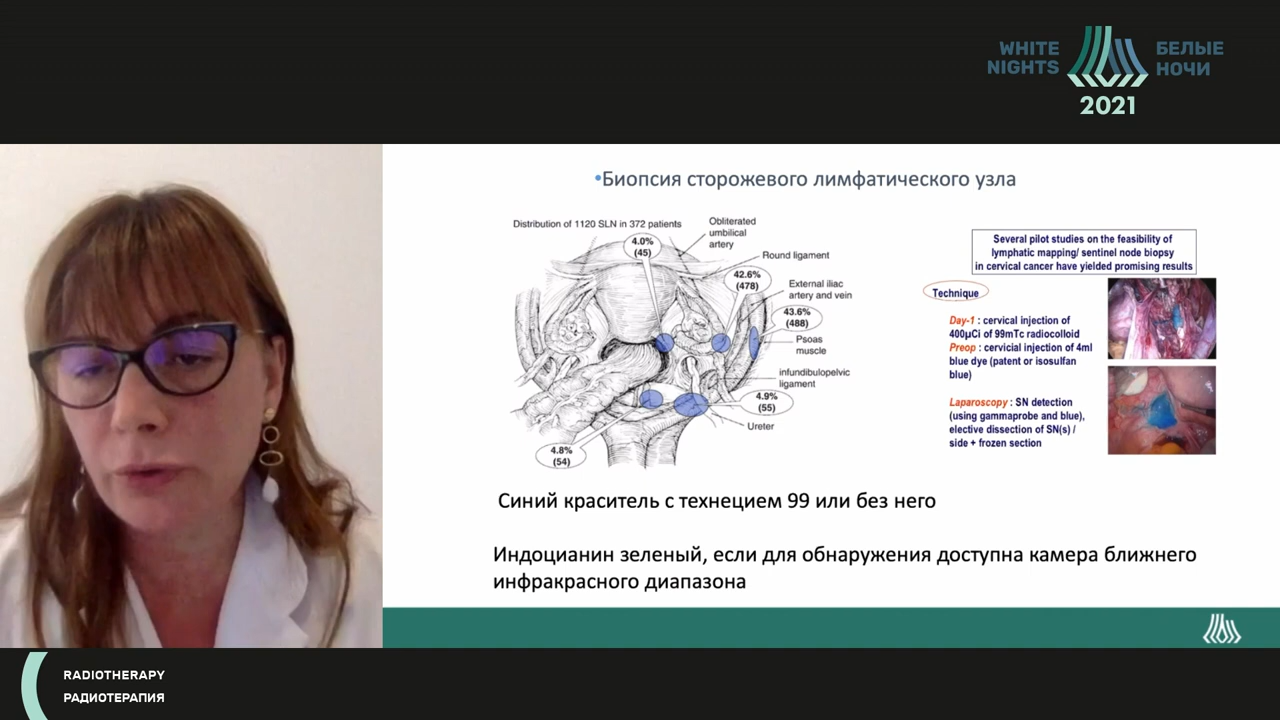 WHITE NIGHTS
БЕЛЫЕ НОЧИ
2021
•Биопсия сторожевого лимфатического узла
Distribution of 1120 SLN in 372 patients
4.0%
(45)
Obliterated
umbilical
artery
Round ligament
42.6%
(478)
External iliac
artery and vein
43.6%
(488)
Psoas
muscle
infundibulopelvic
ligament
4.9%
(55)
Ureter
4.8%
(54)
Several pilot studies on the feasibility of
lymphatic mapping/ sentinel node biopsy
in cervical cancer have yielded promising results
Technique
Day-1 : cervical injection of
400µCi of 99mTc radiocolloid
Preop : cervicial injection of 4ml
blue dye (patent or isosulfan
blue)
Laparoscopy : SN detection
(using gammaprobe and blue),
elective dissection of SN(s) /
side + frozen section
Синий краситель с технецием 99 или без него
Индоцианин зеленый, если для обнаружения доступна камера ближнего
инфракрасного диапазона
RADIOTHERAPY
РАДИОТЕРАПИЯ